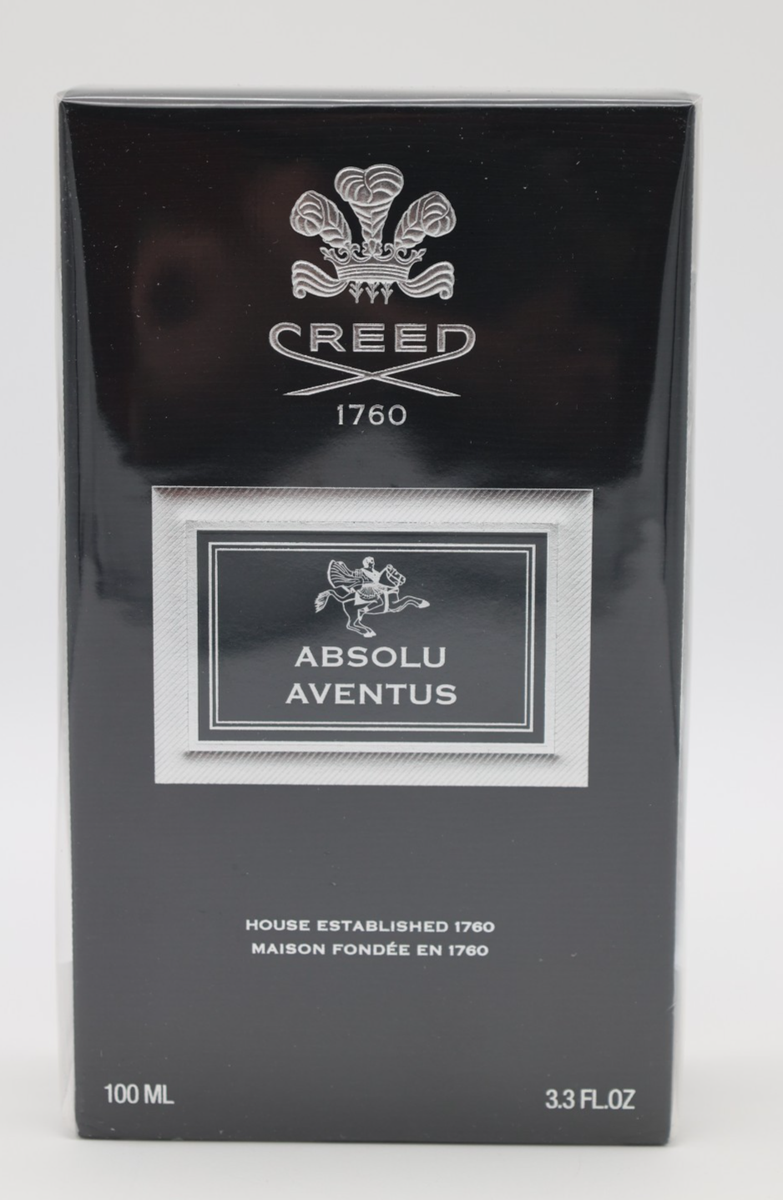 CREED
1760
ABSOLU
AVENTUS
HOUSE ESTABLISHED 1760
MAISON FONDÉE EN 1760
100 ML
3.3 FL.OZ